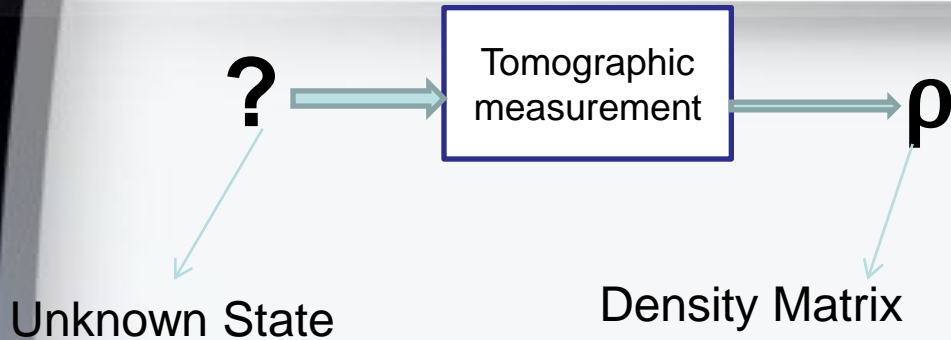 ?
Tomographic
measurement
ρ
Unknown State
Density Matrix